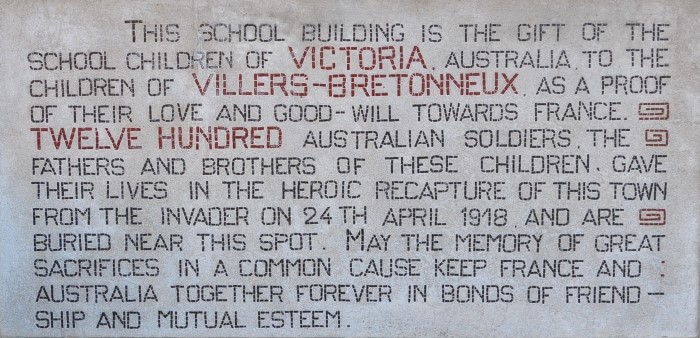 THIS SCHOOL BUILDING IS THE GIFT OF THE
SCHOOL CHILDREN OF VICTORIA, AUSTRALIA, TO THE
CHILDREN OF VILLERS-BRETONNEUX, AS A PROOF
OF THEIR LOVE AND GOOD-WILL TOWARDS FRANCE.
TWELVE HUNDRED AUSTRALIAN SOLDIERS, THE
FATHERS AND BROTHERS OF THESE CHILDREN, GAVE
THEIR LIVES IN THE HEROIC RECAPTURE OF THIS TOWN
FROM THE INVADER ON 24TH APRIL 1918, AND ARE
BURIED NEAR THIS SPOT. MAY THE MEMORY OF GREAT
SACRIFICES IN A COMMON CAUSE KEEP FRANCE AND :
AUSTRALIA TOGETHER FOREVER IN BONDS OF FRIEND-
SHIP AND MUTUAL ESTEEM.